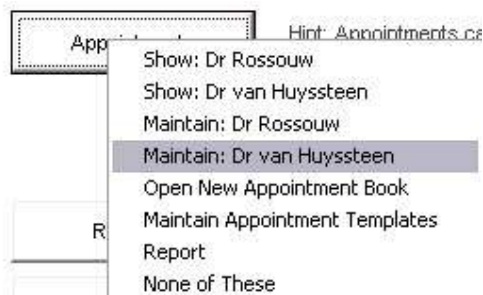 Hint: Appointments ca
Show: Dr Rossouw
Show: Dr van Huyssteen
Maintain: Dr Rossouw
Maintain: Dr van Huyssteen
Open New Appointment Book
Maintain Appointment Templates
Report
None of These